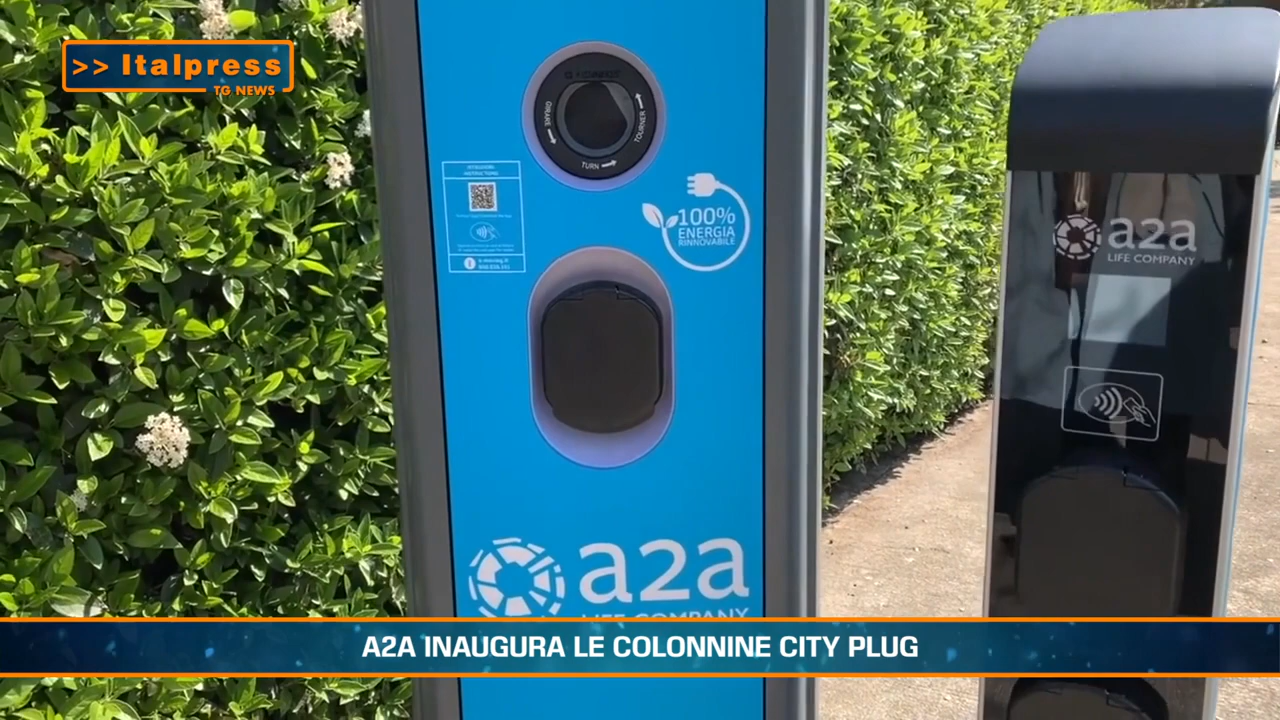 >> Italpress
TG NEWS
GIRARE
TURN
TOURNER
100%
ENERGIA
RINNOVABILE
a2a
LIFE COMPANY
a2a
LIFE COMPANY
A2A INAUGURA LE COLONNINE CITY PLUG